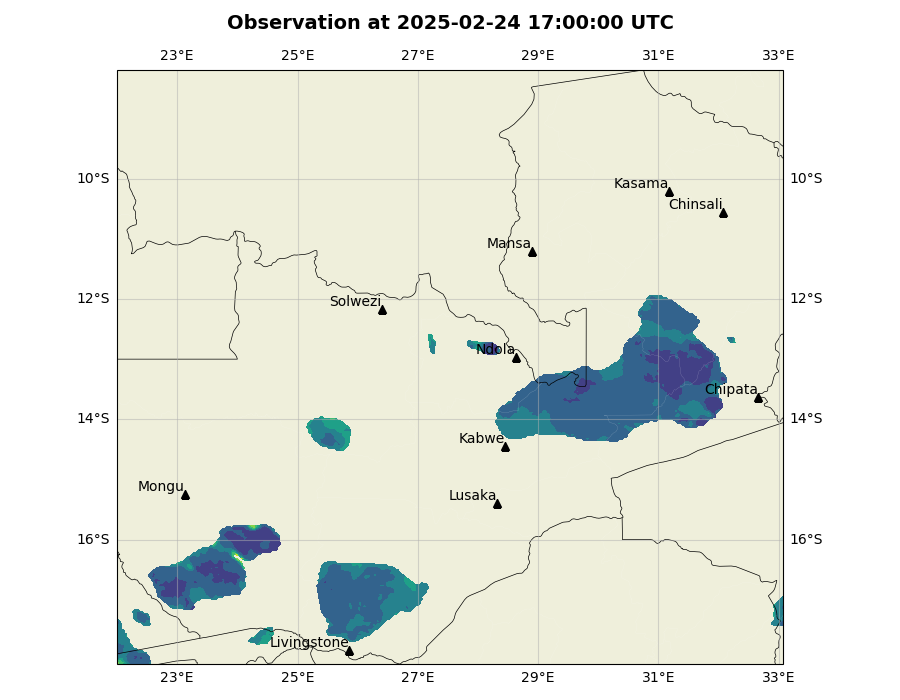 Observation at 2025-02-24 17:00:00 UTC
23°E 25°E 27°E 29°E 31°E 33°E
10°S 10°S
Kasama
Chinsali
Mansa
12°S 12°S
Solwezi
Ndola
Chipata
14°S 14°S
Kabwe
Mongu
Lusaka
16°S 16°S
Livingstone
23°E 25°E 27°E 29°E 31°E 33°E